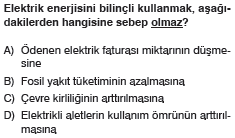 Elektrik enerjisini bilinçli kullanmak, aşağı-
dakilerden hangisine sebep olmaz?
A) Ödenen elektrik faturası miktarının düşme-
sine
B) Fosil yakıt tüketiminin azalmasına
C) Çevre kirliliğinin arttırılmasına
D) Elektrikli aletlerin kullanım ömrünün arttırıl-
masına